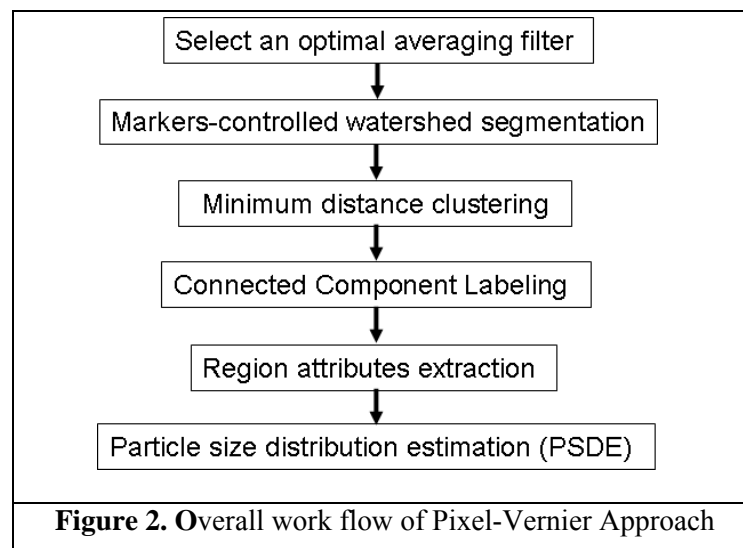 Select an optimal averaging filter
Markers-controlled watershed segmentation
Minimum distance clustering
Connected Component Labeling
Region attributes extraction
Particle size distribution estimation (PSDE)
Figure 2. Overall work flow of Pixel-Vernier Approach